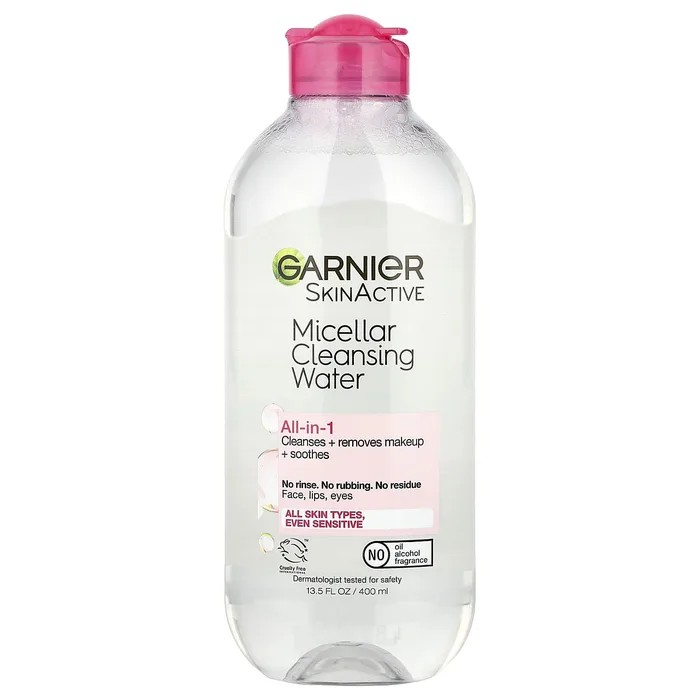 GARNIER
SKINACTIVE
Micellar
Cleansing
Water
All-in-1
Cleanses + removes makeup
+ soothes
No rinse. No rubbing. No residue
Face, lips, eyes
ALL SKIN TYPES,
EVEN SENSITIVE
Cruelty Free
INTERNATIONAL
NO
oil
alcohol
fragrance
Dermatologist tested for safety
13.5 FL OZ / 400 ml